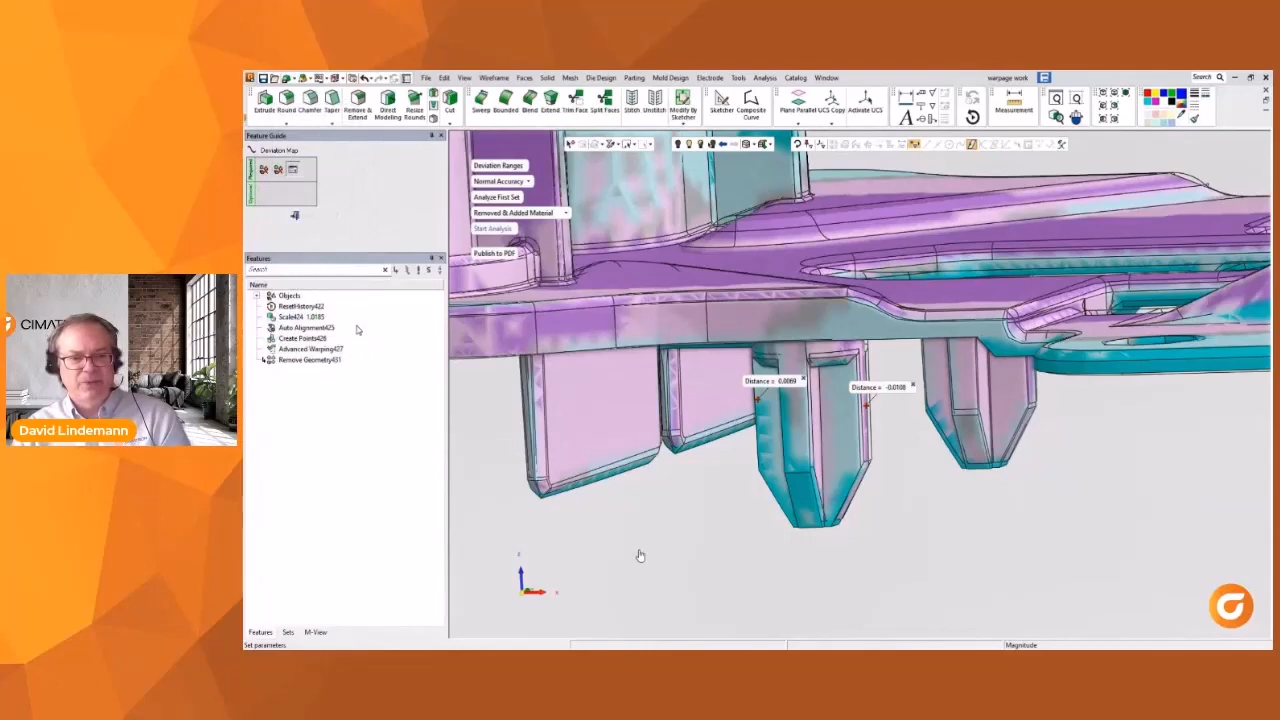 File Edit View Wireframe Faces Solid Mesh Die Design Parting Mold Design Electrode Tools Analysis Catalog Window
warpage work
Search
Extrude Round Chamfer Taper Remove & Extend Direct Modeling Resize Rounds Cut Sweep Bounded Blend Extend Trim Face Split Faces Stitch Unstitch Modify By Sketcher Sketcher Composite Curve Plane Parallel UCS Copy Activate UCS Measurement
Feature Guide
Deviation Map
Required
Optional
Features
Search
Name
Objects
ResetHistory422
Scale424 1.0185
Auto Alignment425
Create Points426
Advanced Warping427
Remove Geometry431
Deviation Ranges
Normal Accuracy
Analyze First Set
Removed & Added Material
Start Analysis
Publish to PDF
Distance = 0.0069
Distance = -0.0108
CIMAT
David Lindemann
z
x
Features Sets M-View
Set parameters
Magnitude